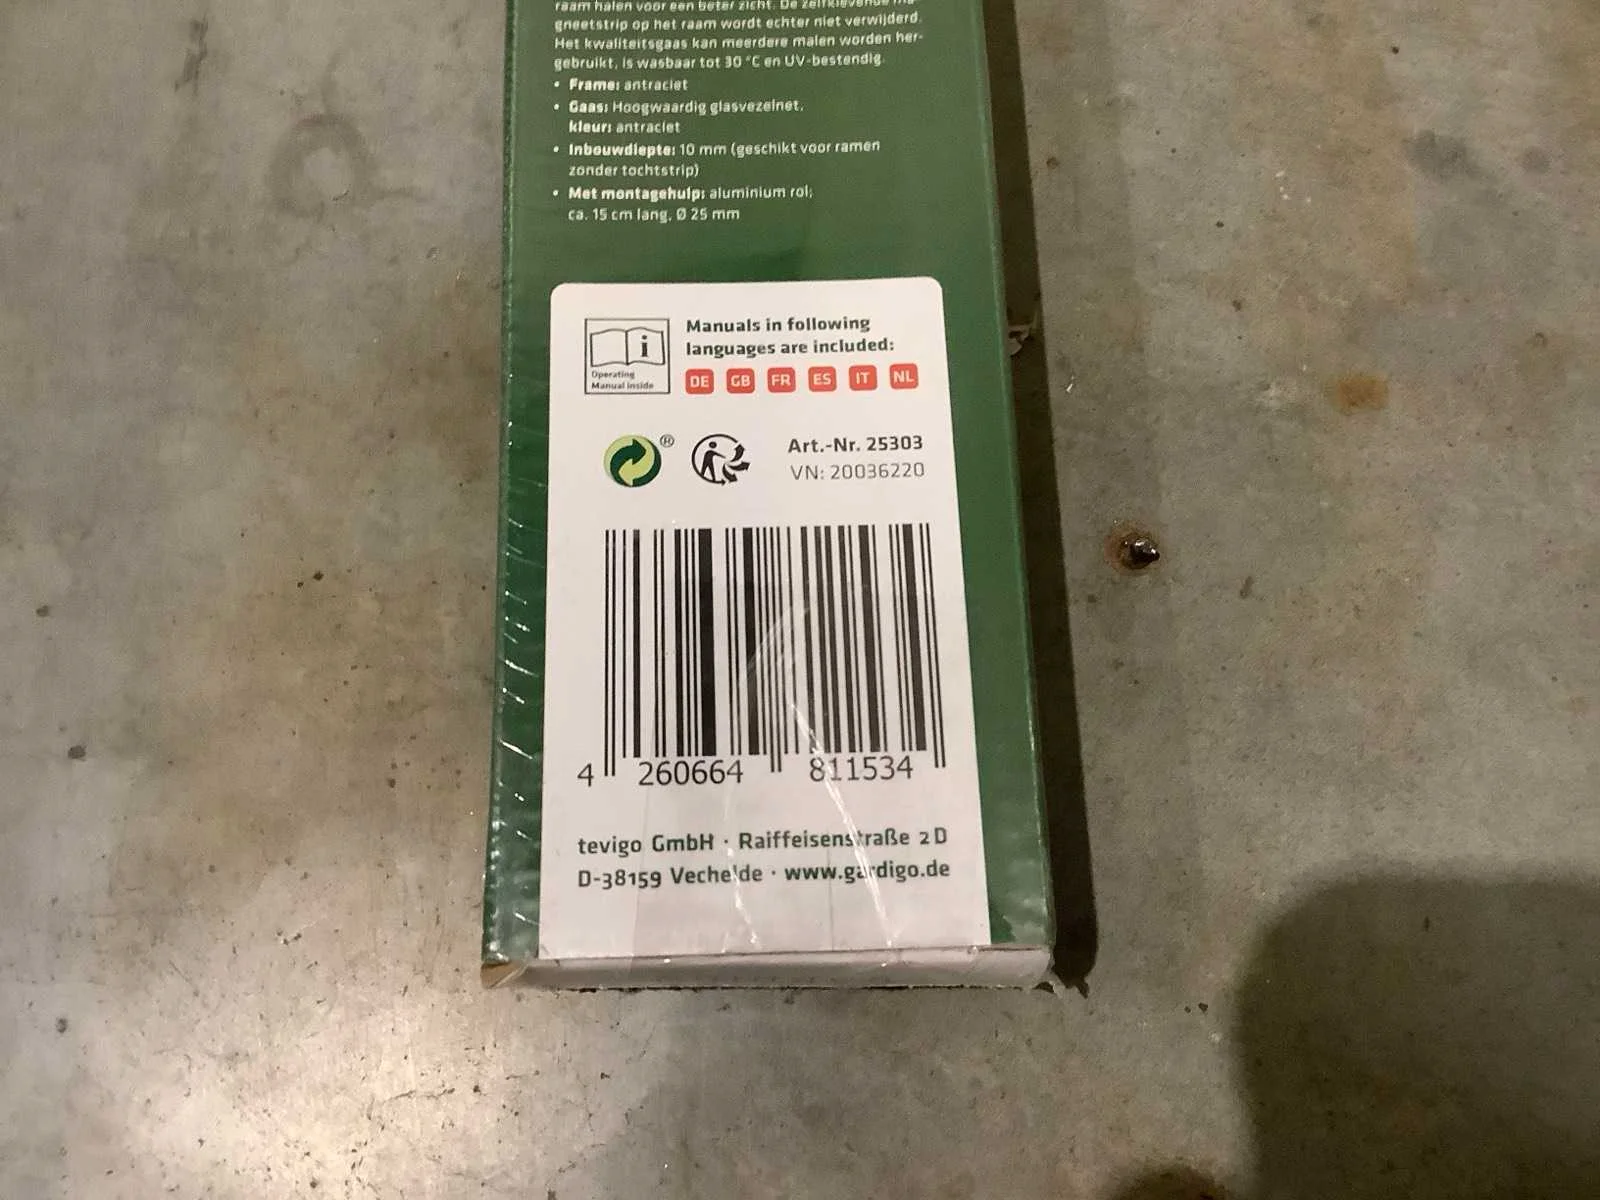 raam halen voor een beter zicht. De zelfklevende ma-
gneetstrip op het raam wordt echter niet verwijderd.
Het kwaliteitsgaas kan meerdere malen worden her-
gebruikt, is wasbaar tot 30 °C en UV-bestendig.
• Frame: antraciet
• Gaas: Hoogwaardig glasvezelnet,
kleur: antraciet
• Inbouwdiepte: 10 mm (geschikt voor ramen
zonder tochtstrip)
• Met montagehulp: aluminium rol;
ca. 15 cm lang, Ø 25 mm
i
Operating
Manual inside
Manuals in following
languages are included:
DE GB FR ES IT NL
®
Art.-Nr. 25303
VN: 20036220
4 260664 811534
tevigo GmbH · Raiffeisenstraße 2 D
D-38159 Vechelde · www.gardigo.de